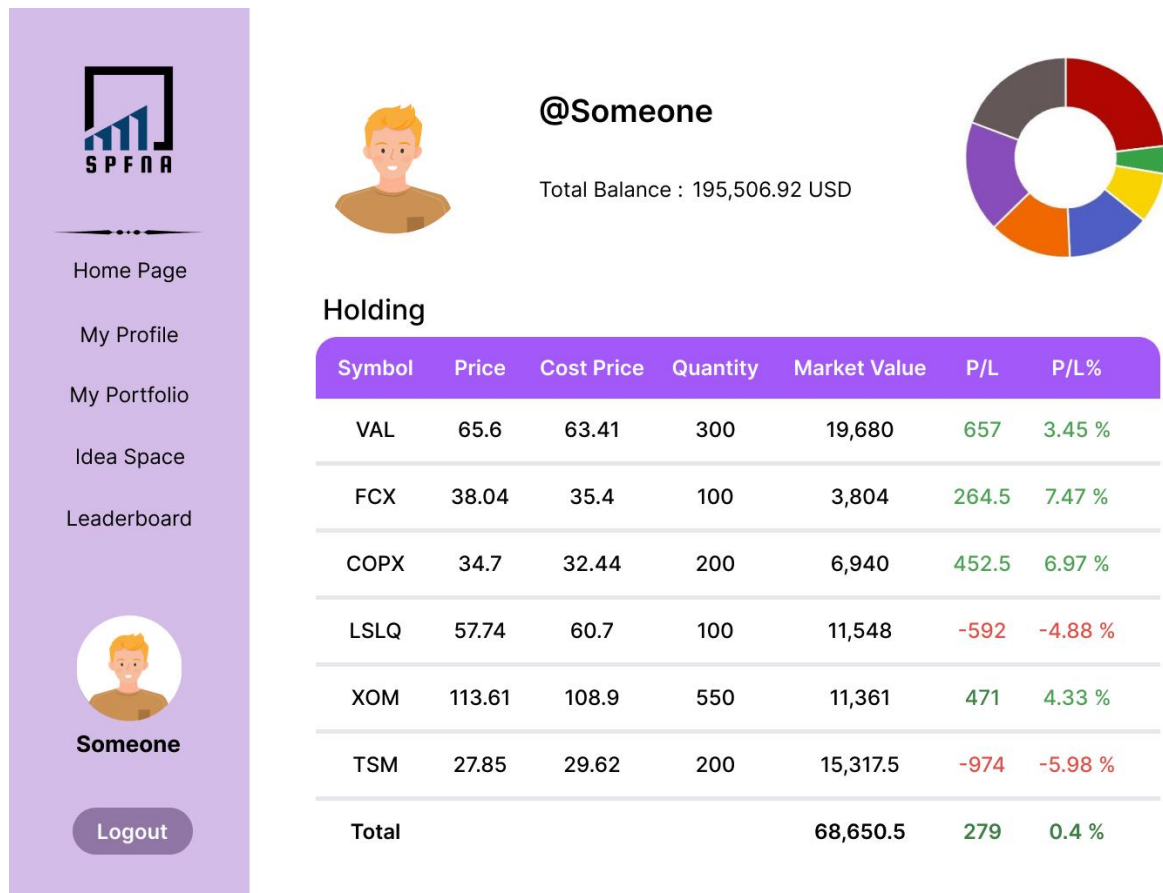 SPFNA
Home Page
My Profile
My Portfolio
Idea Space
Leaderboard
Someone
Logout
@Someone
Total Balance : 195,506.92 USD
Holding
Symbol Price Cost Price Quantity Market Value P/L P/L%
VAL 65.6 63.41 300 19,680 657 3.45 %
FCX 38.04 35.4 100 3,804 264.5 7.47 %
COPX 34.7 32.44 200 6,940 452.5 6.97 %
LSLQ 57.74 60.7 100 11,548 -592 -4.88 %
XOM 113.61 108.9 550 11,361 471 4.33 %
TSM 27.85 29.62 200 15,317.5 -974 -5.98 %
Total 68,650.5 279 0.4 %